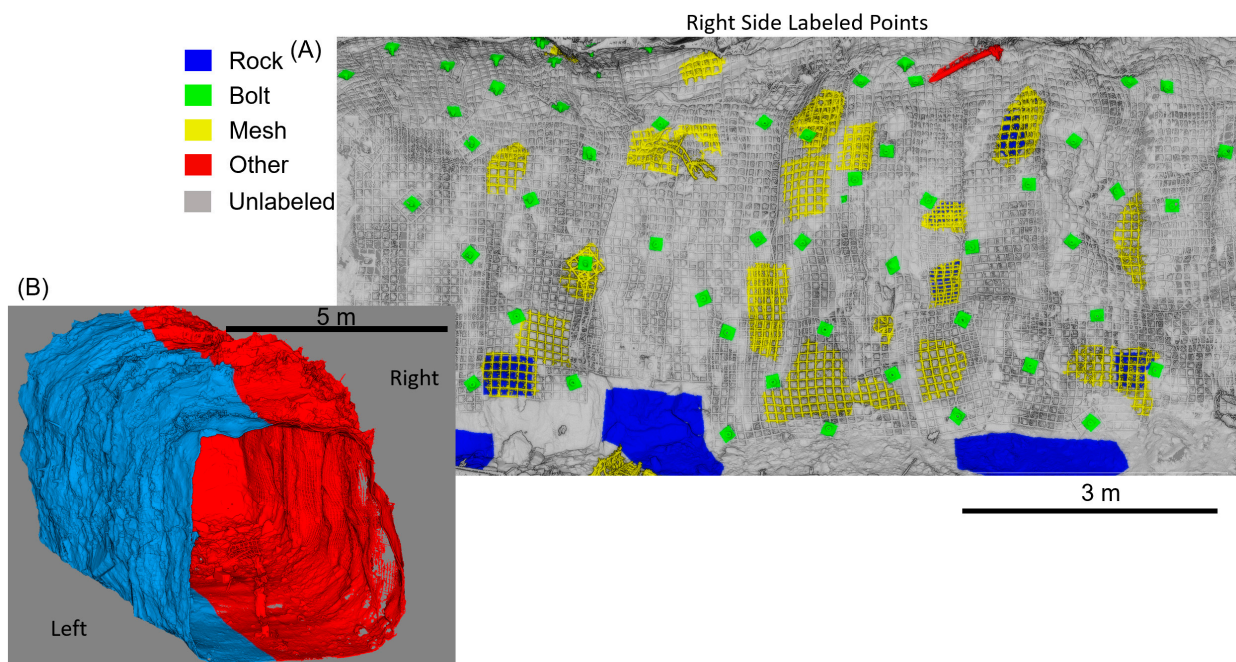 Right Side Labeled Points
(A)
Rock
Bolt
Mesh
Other
Unlabeled
(B)
5 m
Right
Left
3 m